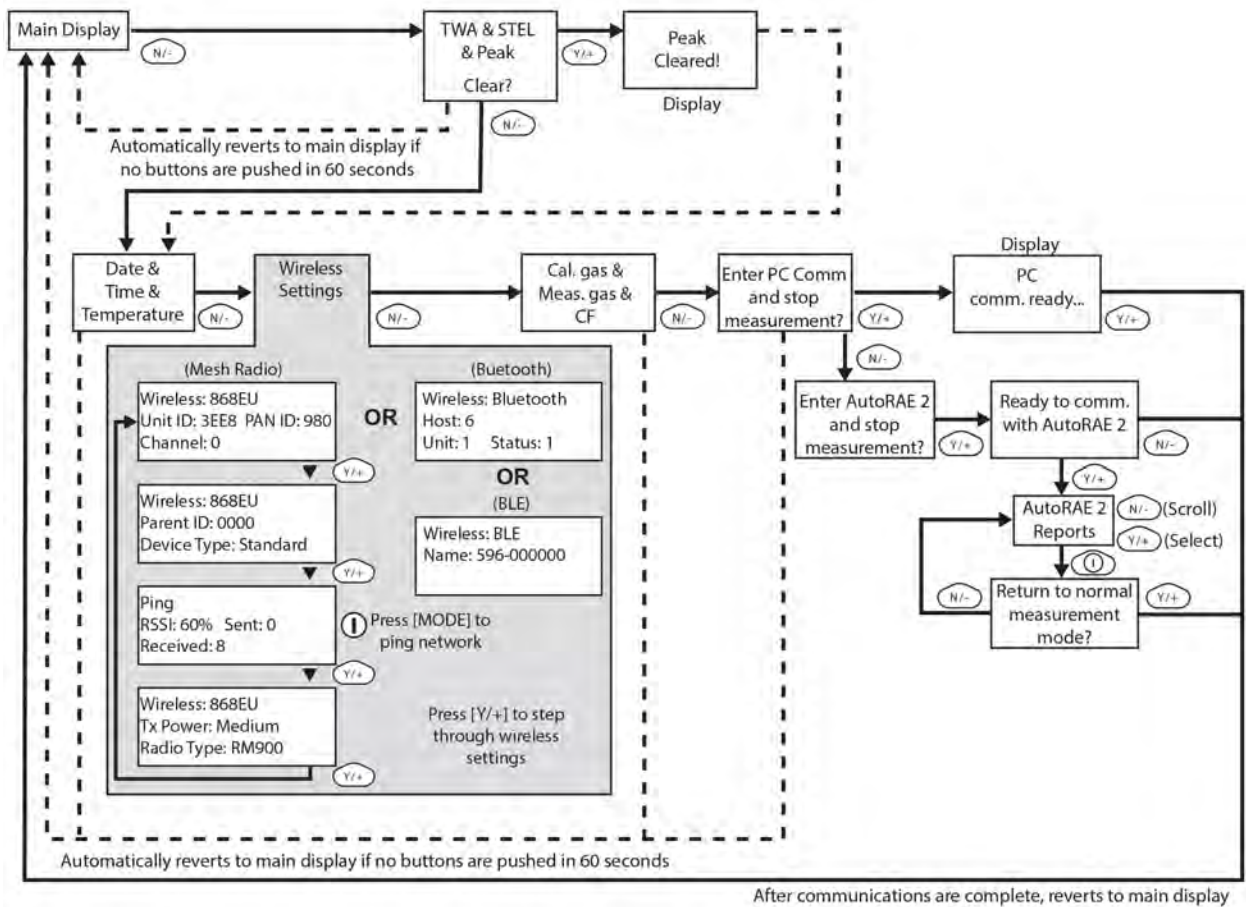 Main Display
N/-
TWA & STEL
& Peak
Clear?
Y/+
Peak
Cleared!
Display
N/-
Automatically reverts to main display if
no buttons are pushed in 60 seconds
Date &
Time &
Temperature
N/-
Wireless
Settings
N/-
Cal. gas &
Meas. gas &
CF
N/-
Enter PC Comm
and stop
measurement?
Y/+
Display
PC
comm. ready...
Y/+
N/-
(Mesh Radio)
Wireless: 868EU
Unit ID: 3EE8 PAN ID: 980
Channel: 0
Y/+
Wireless: 868EU
Parent ID: 0000
Device Type: Standard
Y/+
Ping
RSSI: 60% Sent: 0
Received: 8
Y/+
Wireless: 868EU
Tx Power: Medium
Radio Type: RM900
Y/+
OR
(Buetooth)
Wireless: Bluetooth
Host: 6
Unit: 1 Status: 1
OR
(BLE)
Wireless: BLE
Name: 596-000000
Press [MODE] to
ping network
Press [Y/+] to step
through wireless
settings
Enter AutoRAE 2
and stop
measurement?
Y/+
Ready to comm.
with AutoRAE 2
N/-
Y/+
AutoRAE 2
Reports
N/- (Scroll)
Y/+ (Select)
N/-
Return to normal
measurement
mode?
Y/+
Automatically reverts to main display if no buttons are pushed in 60 seconds
After communications are complete, reverts to main display